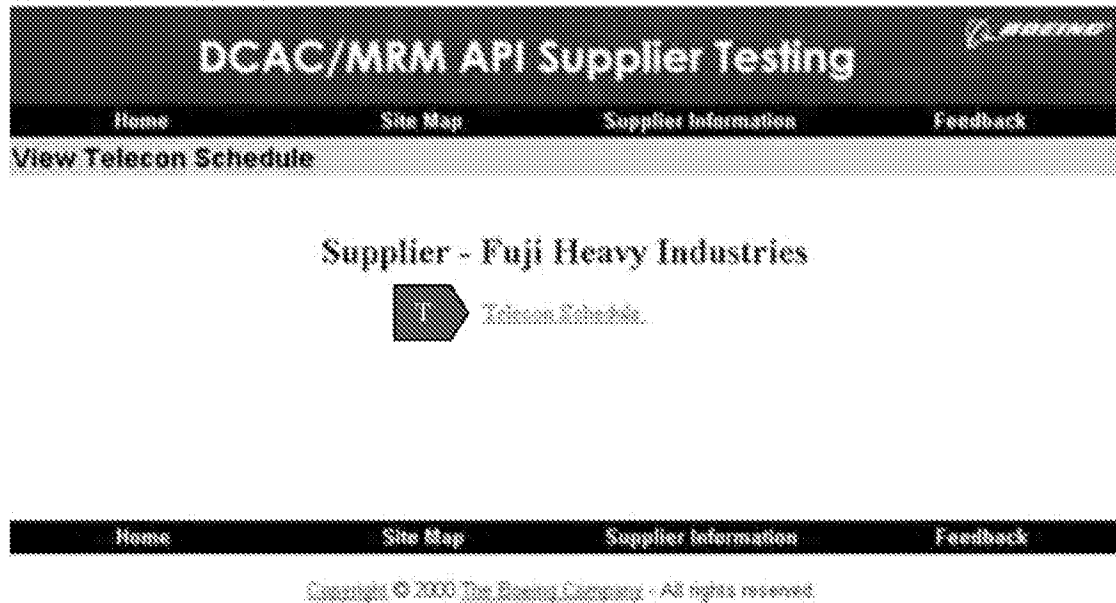 BOEING
DCAC/MRM API Supplier Testing
Home Site Map Supplier Information Feedback
View Telecon Schedule
Supplier - Fuji Heavy Industries
T Telecon Schedule.
Home Site Map Supplier Information Feedback
Copyright © 2000 The Boeing Company - All rights reserved.